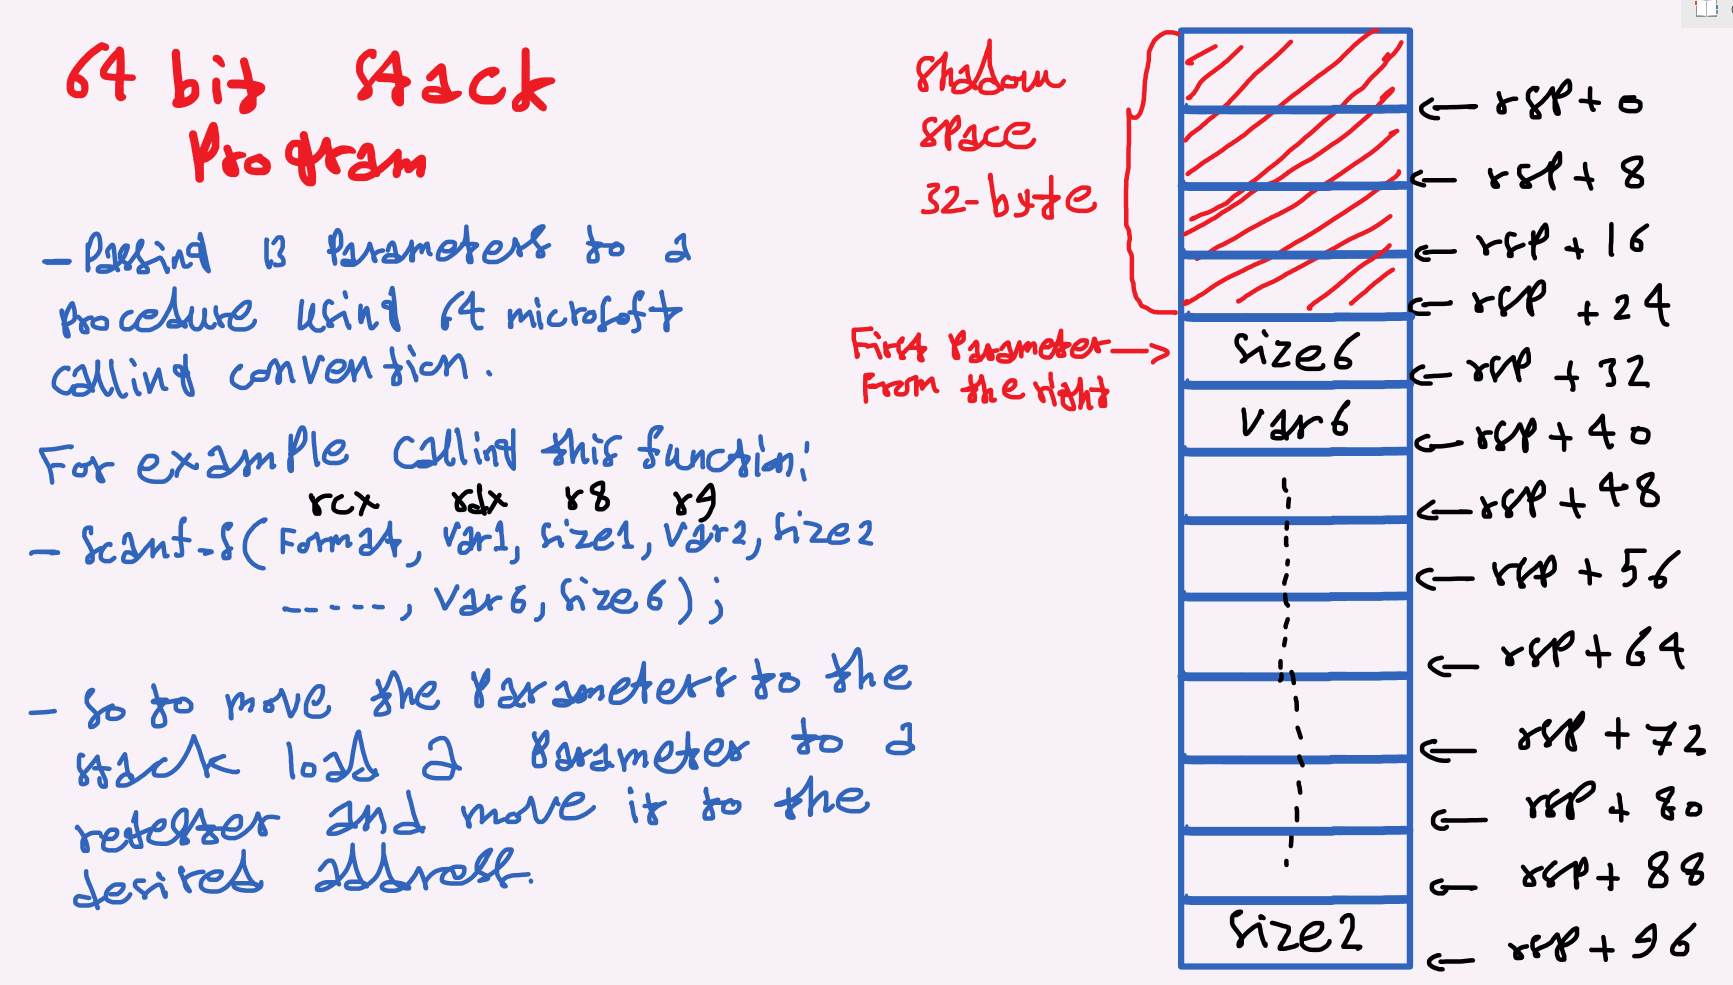 64 bit stack
Program
- Passing 13 Parameters to a
Procedure using 64 microsoft
calling convention.
For example calling this function:
rcx rdx r8 r9
- scanf-s(Format, var1, size1, var2, size2
-----, var6, size6);
- so to move the Parameters to the
stack load a Parameter to a
regester and move it to the
desired address.
shadow
space
32-byte
First Parameter
From the right
size6
var6
size2
rsp + 0
rsp + 8
rsp + 16
rsp + 24
rsp + 32
rsp + 40
rsp + 48
rsp + 56
rsp + 64
rsp + 72
rsp + 80
rsp + 88
rsp + 96